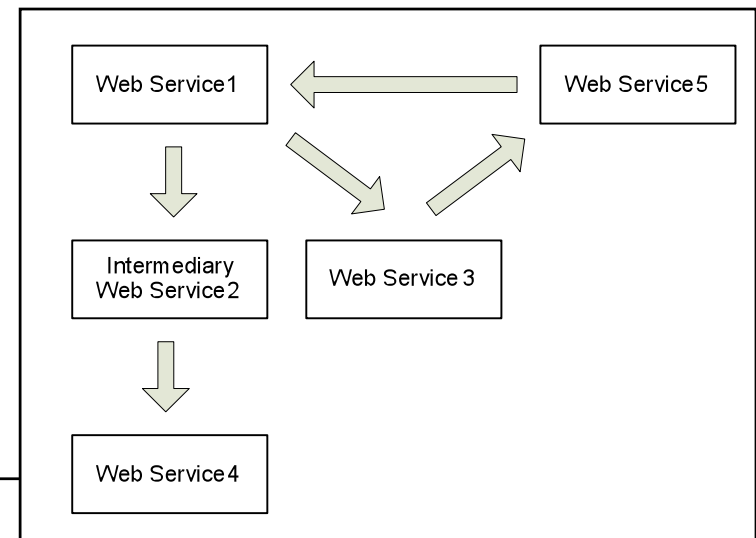 Web Service1
Web Service5
Intermediary
Web Service2
Web Service 3
Web Service4